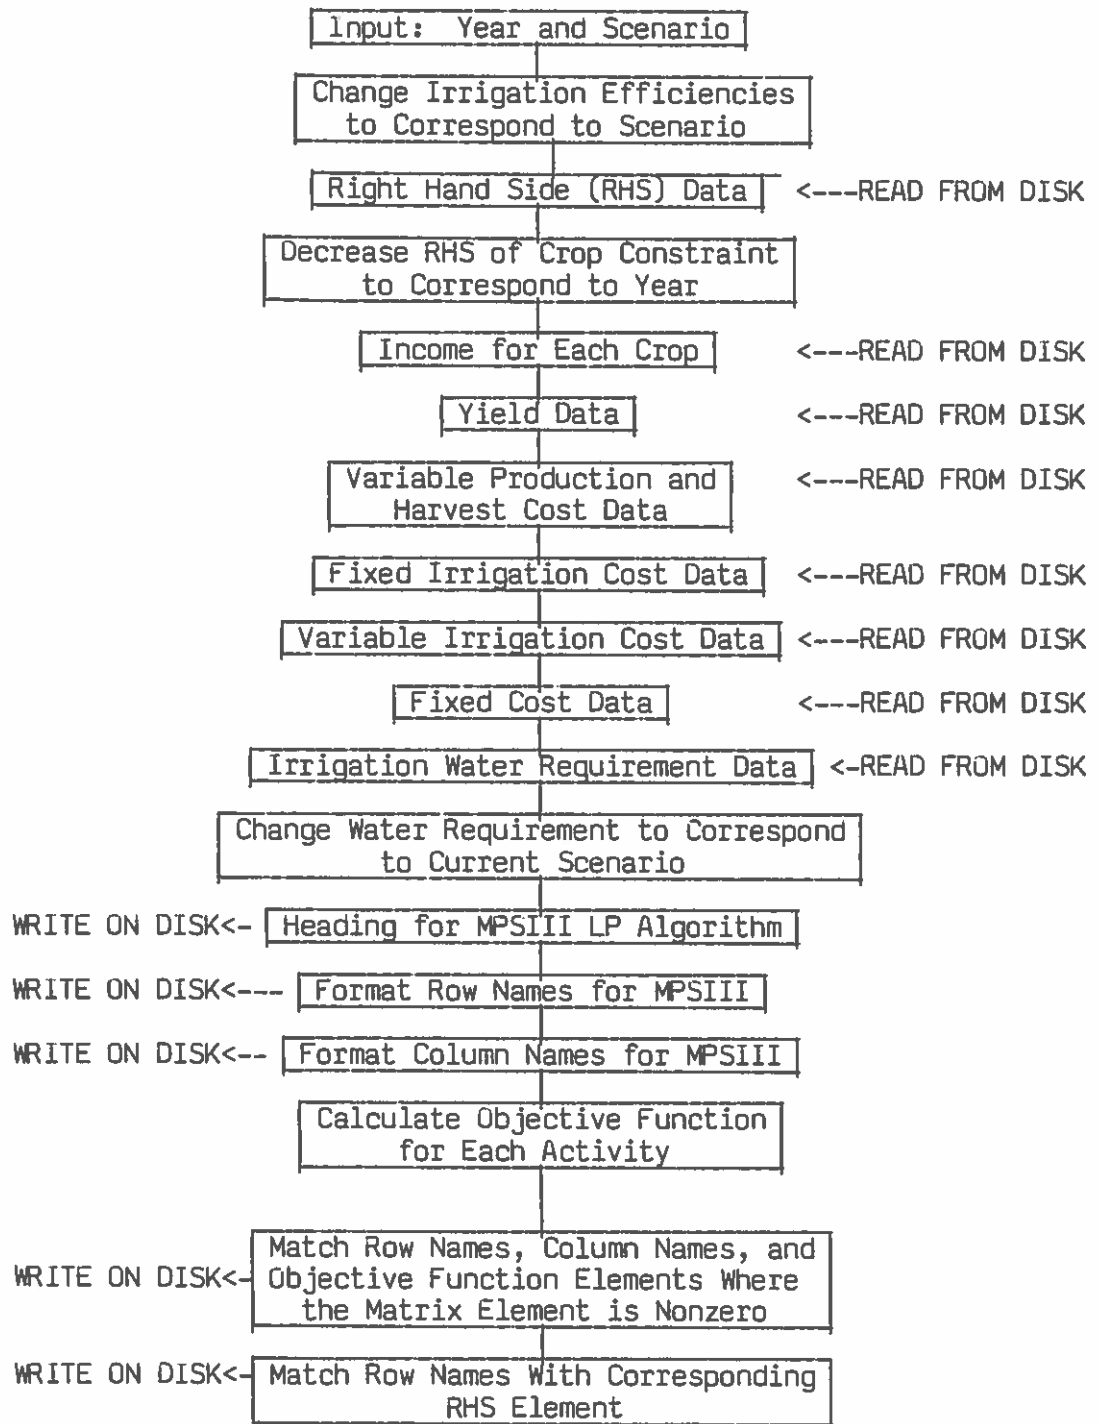 Input: Year and Scenario
Change Irrigation Efficiencies
to Correspond to Scenario
Right Hand Side (RHS) Data <---READ FROM DISK
Decrease RHS of Crop Constraint
to Correspond to Year
Income for Each Crop <---READ FROM DISK
Yield Data <---READ FROM DISK
Variable Production and <---READ FROM DISK
Harvest Cost Data
Fixed Irrigation Cost Data <---READ FROM DISK
Variable Irrigation Cost Data <---READ FROM DISK
Fixed Cost Data <---READ FROM DISK
Irrigation Water Requirement Data <-READ FROM DISK
Change Water Requirement to Correspond
to Current Scenario
WRITE ON DISK<- Heading for MPSIII LP Algorithm
WRITE ON DISK<--- Format Row Names for MPSIII
WRITE ON DISK<-- Format Column Names for MPSIII
Calculate Objective Function
for Each Activity
Match Row Names, Column Names, and
WRITE ON DISK<- Objective Function Elements Where
the Matrix Element is Nonzero
WRITE ON DISK<- Match Row Names With Corresponding
RHS Element